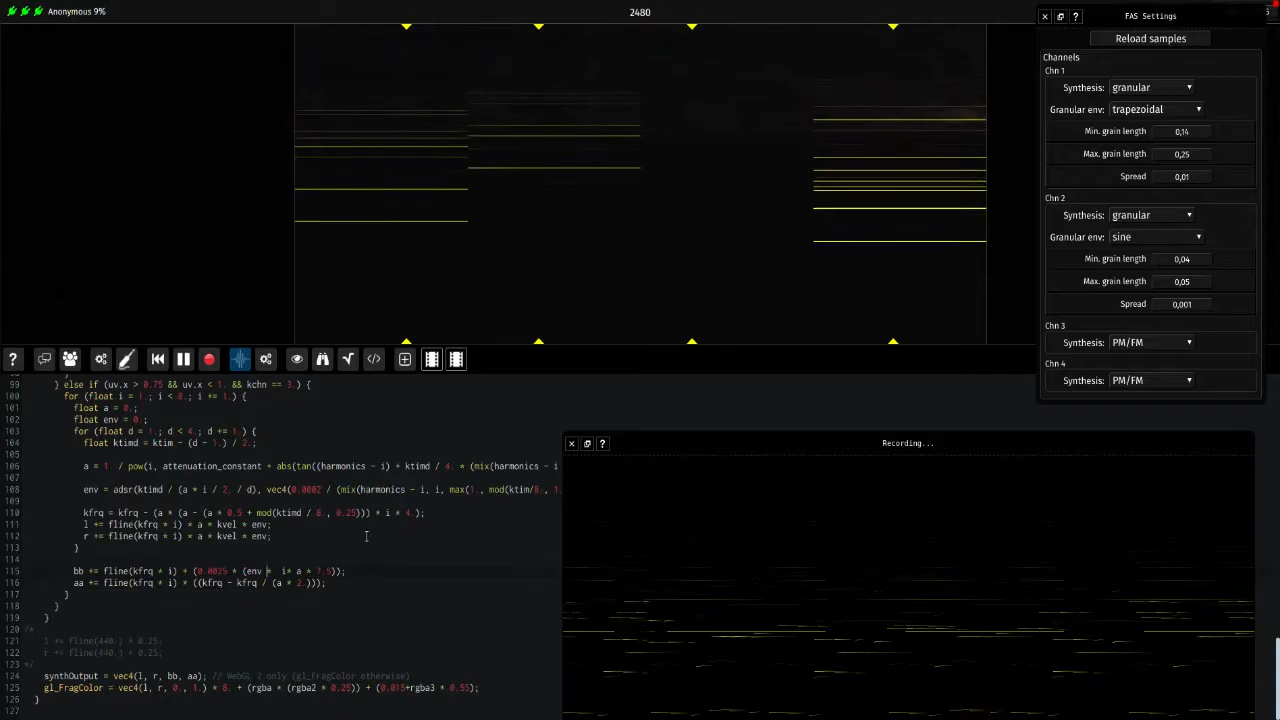 Anonymous 9%
2480
FAS Settings
Reload samples
Channels
Chn 1
Synthesis: granular
Granular env: trapezoidal
Min. grain length 0,14
Max. grain length 0,25
Spread 0,01
Chn 2
Synthesis: granular
Granular env: sine
Min. grain length 0,04
Max. grain length 0,05
Spread 0,001
Chn 3
Synthesis: PM/FM
Chn 4
Synthesis: PM/FM
99 } else if (uv.x > 0.75 && uv.x < 1. && kchn == 3.) {
100 for (float i = 1.; i < 8.; i += 1.) {
101 float a = 0.;
102 float env = 0.;
103 for (float d = 1.; d < 4.; d += 1.) {
104 float ktimd = ktim - (d - 1.) / 2.;
105
106 a = 1. / pow(i, attenuation_constant + abs(tan((harmonics - i) + ktimd / 4. * (mix(harmonics - i
107
108 env = adsr(ktimd / (a * i / 2. / d), vec4(0.0002 / (mix(harmonics - i, i, max(1., mod(ktim/8., 1.
109
110 kfrq = kfrq - (a * (a - (a * 0.5 + mod(ktimd / 8., 0.25))) * i * 4.);
111 l += fline(kfrq * i) * a * kvel * env;
112 r += fline(kfrq * i) * a * kvel * env;
113 }
114
115 bb += fline(kfrq * i) + (0.0025 * (env * i* a * 7.5));
116 aa += fline(kfrq * i) * ((kfrq - kfrq / (a * 2.)));
117 }
118 }
119 }
120 /*
121 l += fline(440.) * 0.25;
122 r += fline(440.) * 0.25;
123 */
124 synthOutput = vec4(l, r, bb, aa); // WebGL 2 only (gl_FragColor otherwise)
125 gl_FragColor = vec4(l, r, 0., 1.) * 8. + (rgba * (rgba2 * 0.25)) + (0.015+rgba3 * 0.55);
126 }
127
Recording...